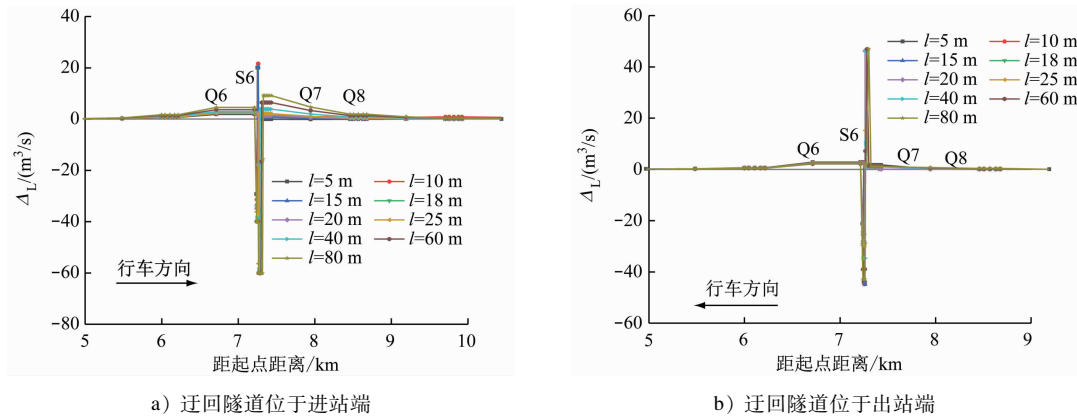 40
20
0
−20
−40
−60
−80
Δ_L/(m³/s)
Q6
S6
Q7
Q8
l=5 m
l=10 m
l=15 m
l=18 m
l=20 m
l=25 m
l=40 m
l=60 m
l=80 m
行车方向
5
6
7
8
9
10
距起点距离/km
a）迂回隧道位于进站端
60
40
20
0
−20
−40
−60
Δ_L/(m³/s)
l=5 m
l=10 m
l=15 m
l=18 m
l=20 m
l=25 m
l=40 m
l=60 m
l=80 m
Q6
S6
Q7
Q8
行车方向
5
6
7
8
9
距起点距离/km
b）迂回隧道位于出站端